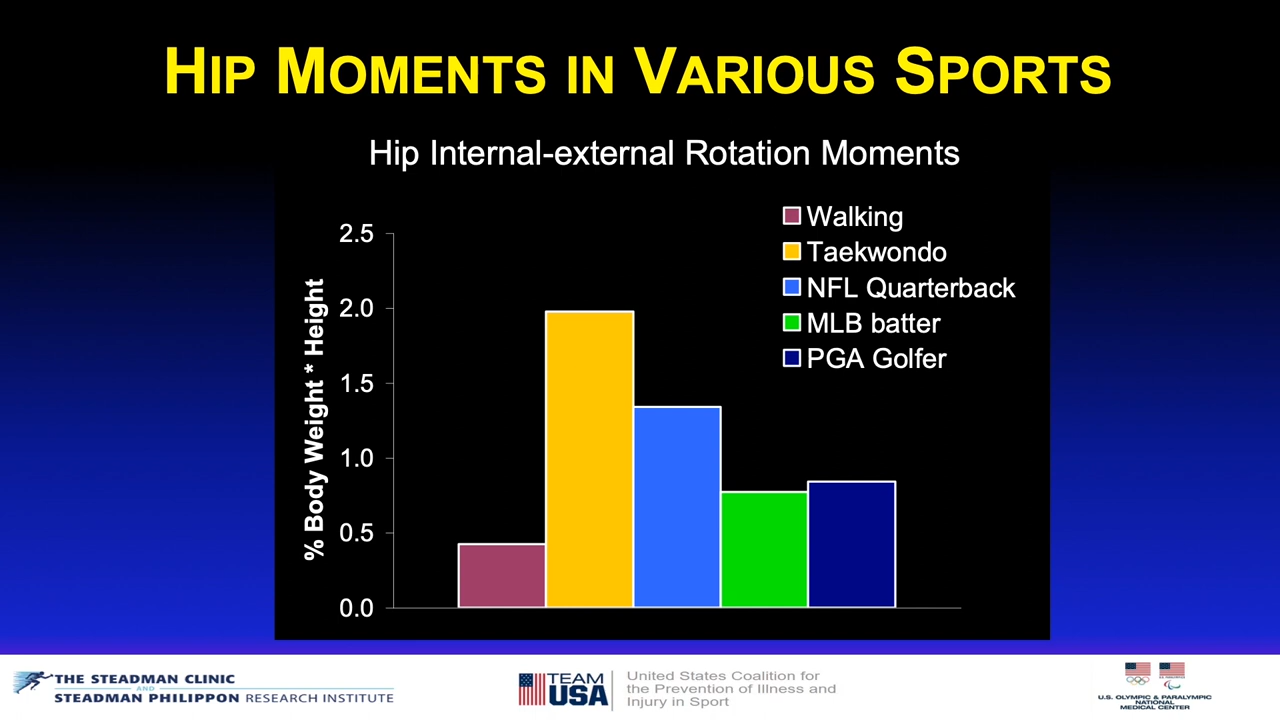 HIP MOMENTS IN VARIOUS SPORTS
Hip Internal-external Rotation Moments
Walking
Taekwondo
NFL Quarterback
MLB batter
PGA Golfer
% Body Weight * Height
2.5
2.0
1.5
1.0
0.5
0.0
THE STEADMAN CLINIC
AND
STEADMAN PHILIPPON RESEARCH INSTITUTE
TEAM
USA
United States Coalition for
the Prevention of Illness and
Injury in Sport
U.S. OLYMPIC & PARALYMPIC
NATIONAL
MEDICAL CENTER